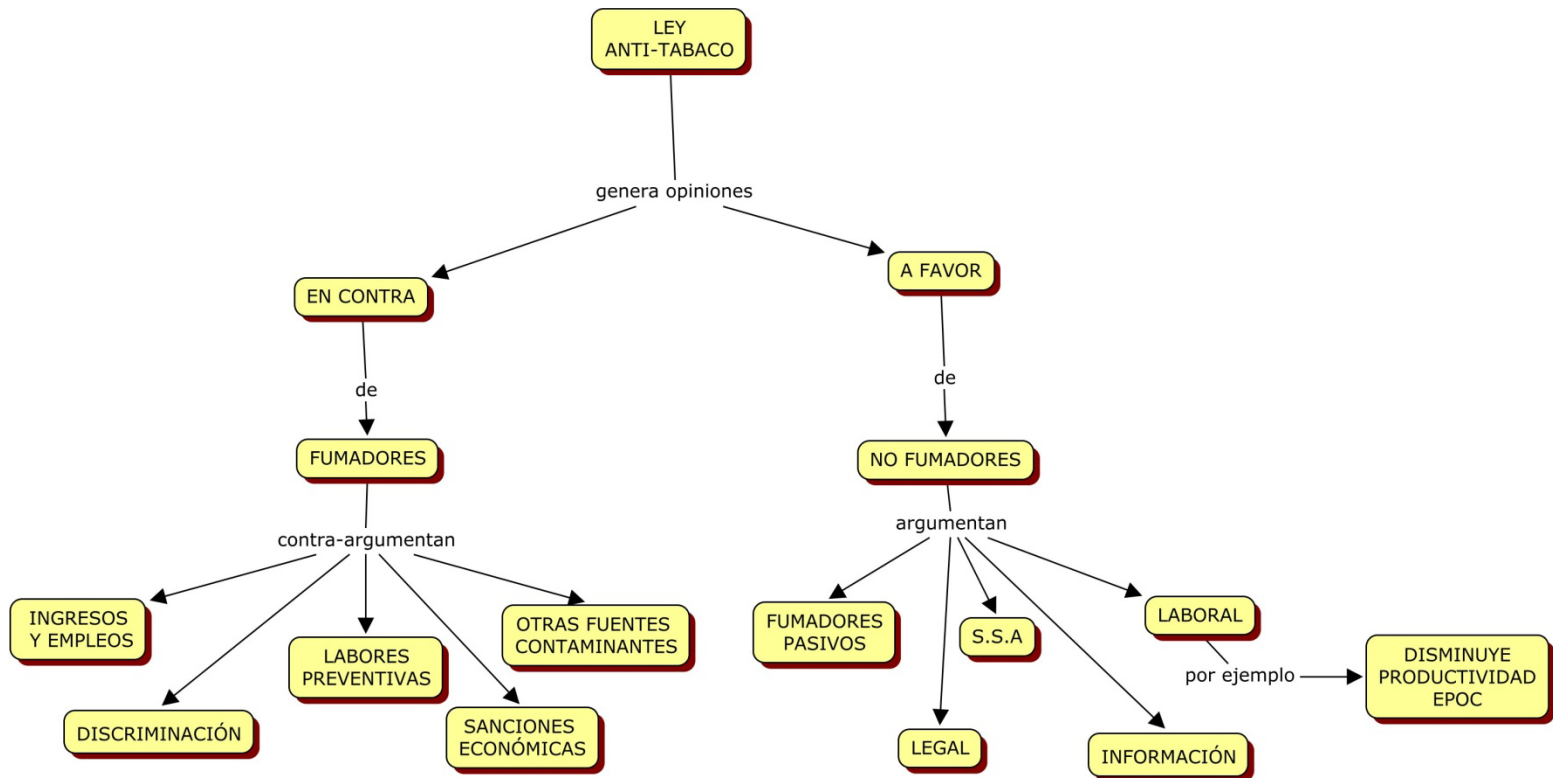 LEY
ANTI-TABACO
genera opiniones
EN CONTRA
A FAVOR
de
de
FUMADORES
NO FUMADORES
contra-argumentan
argumentan
INGRESOS
Y EMPLEOS
DISCRIMINACIÓN
LABORES
PREVENTIVAS
SANCIONES
ECONÓMICAS
OTRAS FUENTES
CONTAMINANTES
FUMADORES
PASIVOS
LEGAL
S.S.A
INFORMACIÓN
LABORAL
por ejemplo
DISMINUYE
PRODUCTIVIDAD
EPOC